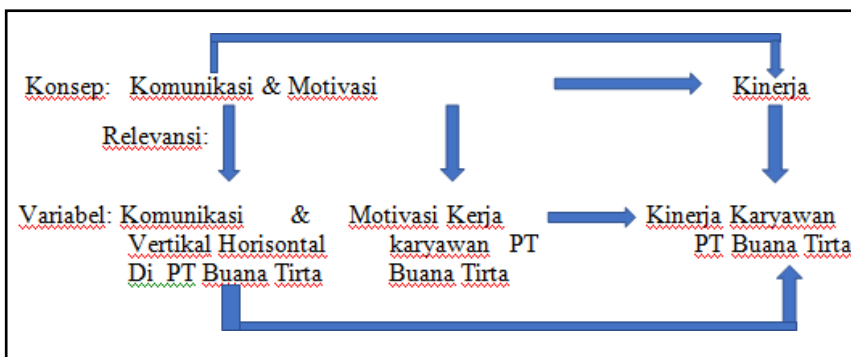 Konsep: Komunikasi & Motivasi Kinerja
Relevansi:
Variabel: Komunikasi & Motivasi Kerja Kinerja Karyawan
Vertikal Horisontal karyawan PT PT Buana Tirta
Di PT Buana Tirta Buana Tirta